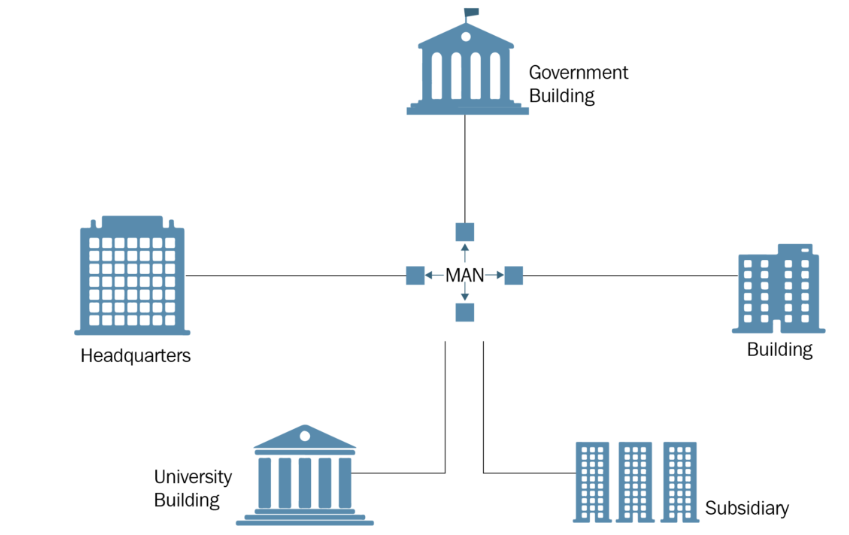 Government
Building
MAN
Headquarters
Building
University
Building
Subsidiary